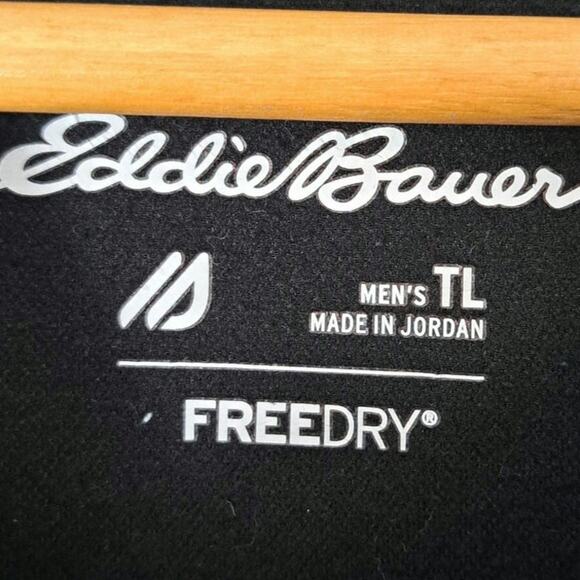 Eddie Bauer
MEN'S TL
MADE IN JORDAN
FREEDRY®